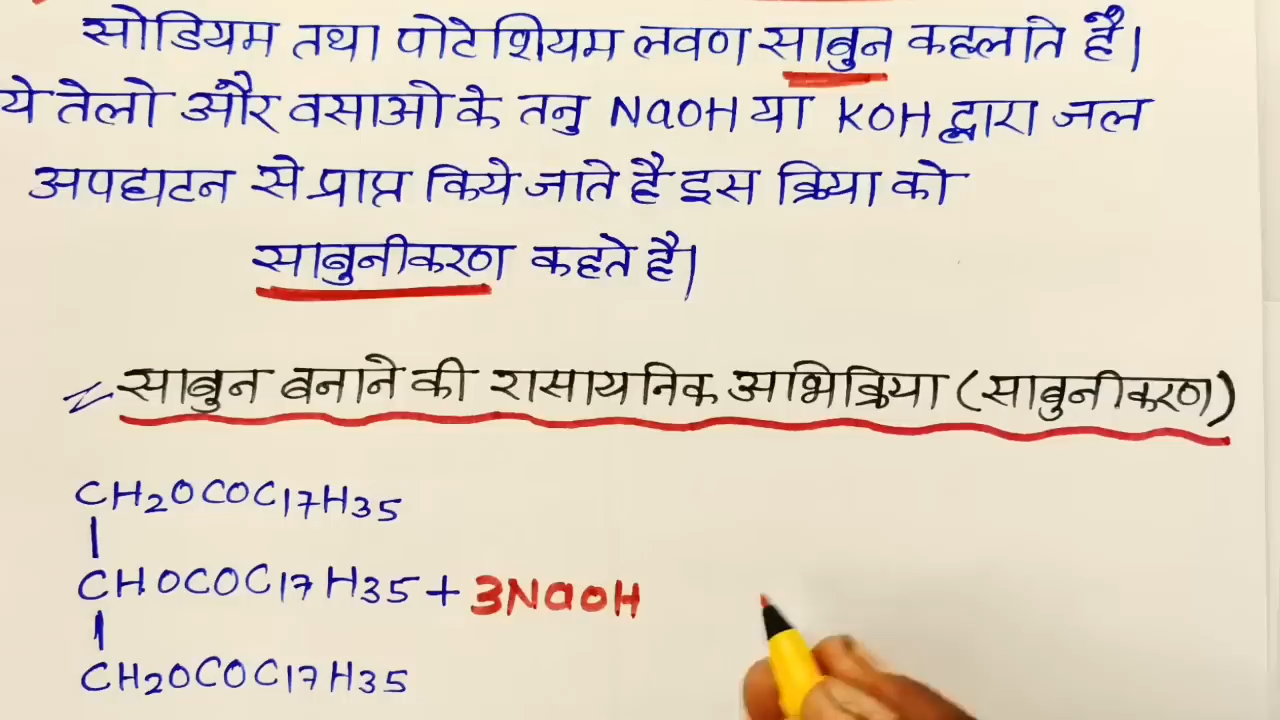 सोडियम तथा पोटेशियम लवण साबुन कहलाते है।
ये तेलो और वसाओ के तनु NaOH या KOH द्वारा जल
अपघटन से प्राप्त किये जाते है इस क्रिया को
साबुनीकरण कहते है।
साबुन बनाने की रासायनिक अभिक्रिया (साबुनीकरण)
CH2OCOC17H35
CHOCOC17H35 + 3NaOH
CH2OCOC17H35